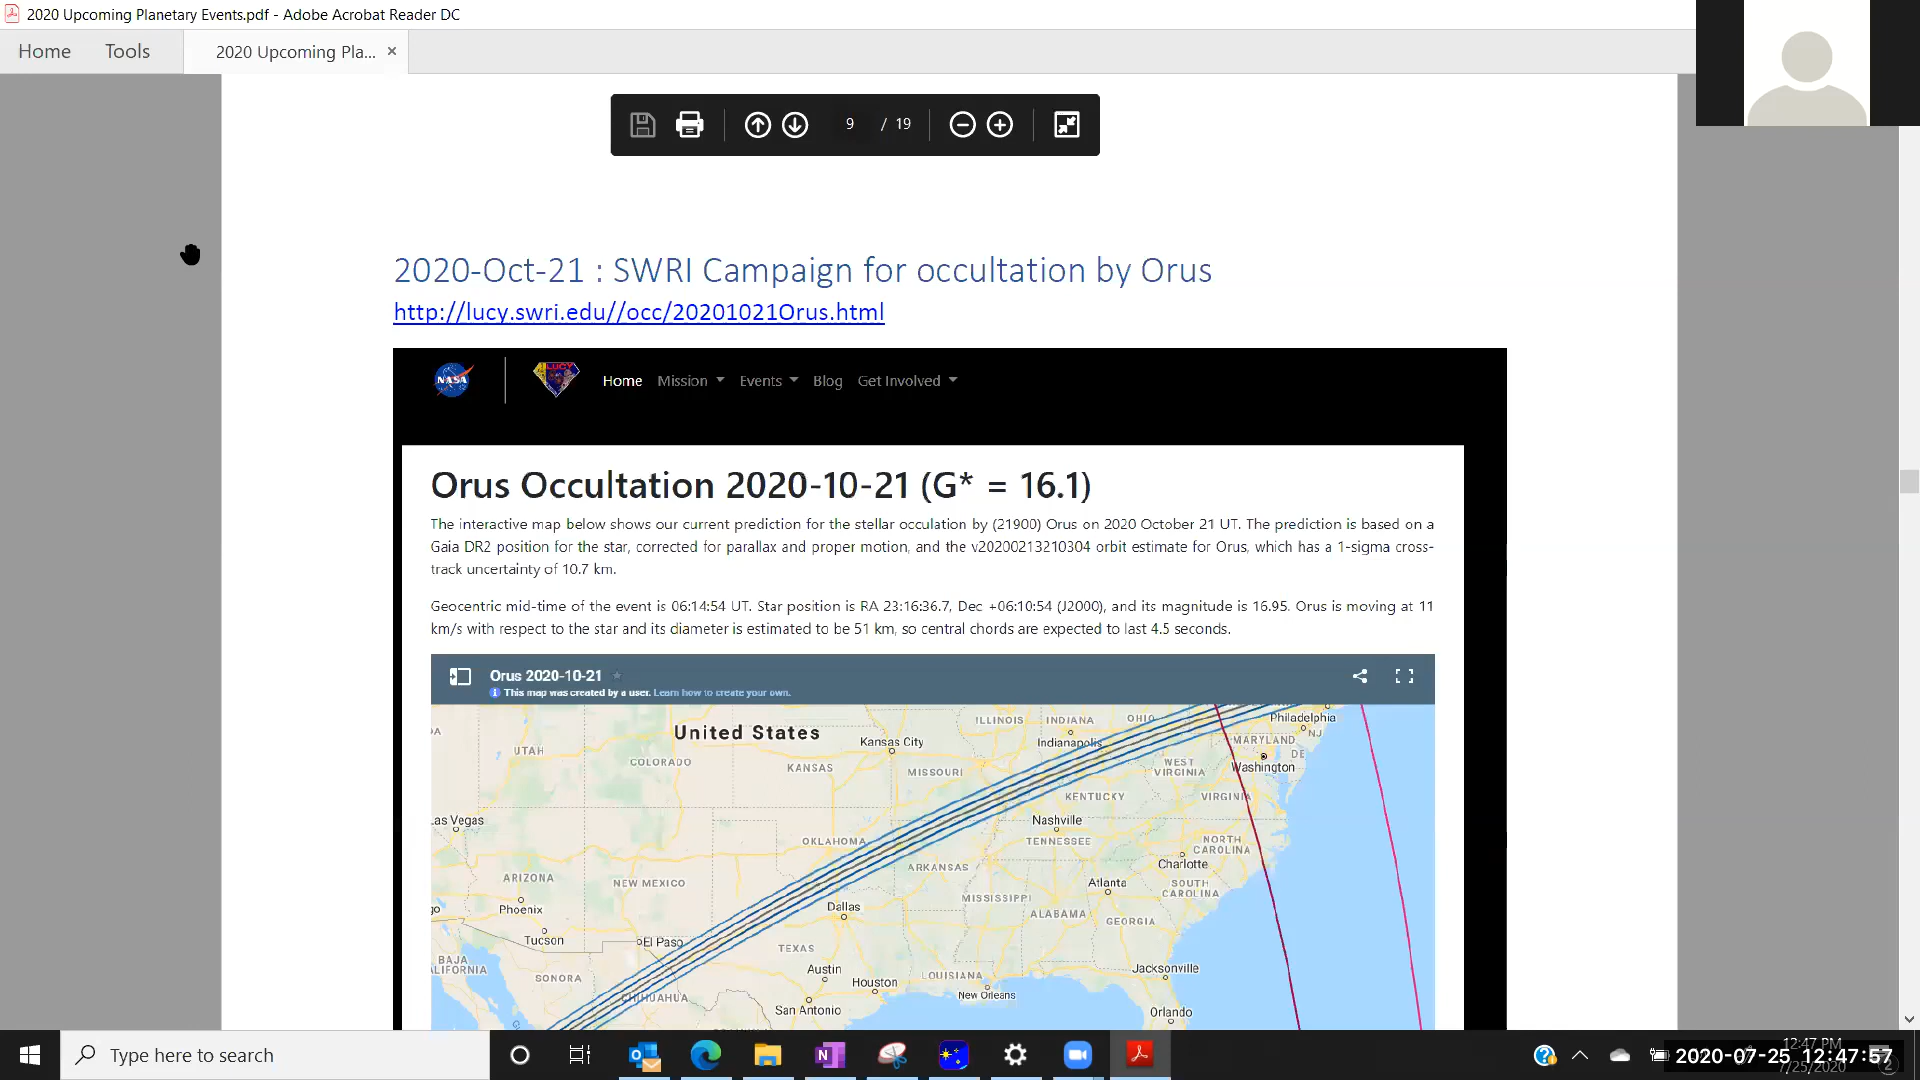 2020 Upcoming Planetary Events.pdf - Adobe Acrobat Reader DC
Home Tools 2020 Upcoming Pla... ×
9 / 19
2020-Oct-21 : SWRI Campaign for occultation by Orus
http://lucy.swri.edu//occ/20201021Orus.html
NASA LUCY Home Mission Events Blog Get Involved
Orus Occultation 2020-10-21 (G* = 16.1)
The interactive map below shows our current prediction for the stellar occulation by (21900) Orus on 2020 October 21 UT. The prediction is based on a
Gaia DR2 position for the star, corrected for parallax and proper motion, and the v20200213210304 orbit estimate for Orus, which has a 1-sigma cross-
track uncertainty of 10.7 km.
Geocentric mid-time of the event is 06:14:54 UT. Star position is RA 23:16:36.7, Dec +06:10:54 (J2000), and its magnitude is 16.95. Orus is moving at 11
km/s with respect to the star and its diameter is estimated to be 51 km, so central chords are expected to last 4.5 seconds.
Orus 2020-10-21
This map was created by a user. Learn how to create your own.
ILLINOIS INDIANA OHIO Philadelphia
United States Kansas City Indianapolis MARYLAND NJ
UTAH COLORADO KANSAS MISSOURI WEST VIRGINIA Washington DE
KENTUCKY VIRGINIA
Las Vegas Nashville
OKLAHOMA TENNESSEE NORTH CAROLINA
ARIZONA NEW MEXICO ARKANSAS Charlotte
Phoenix Dallas MISSISSIPPI Atlanta SOUTH CAROLINA
ALABAMA GEORGIA
Tucson El Paso TEXAS
BAJA CALIFORNIA SONORA Austin LOUISIANA Jacksonville
CHIHUAHUA Houston New Orleans
San Antonio Orlando
Type here to search
12:47 PM
2020-07-25 12:47:57
7/25/2020